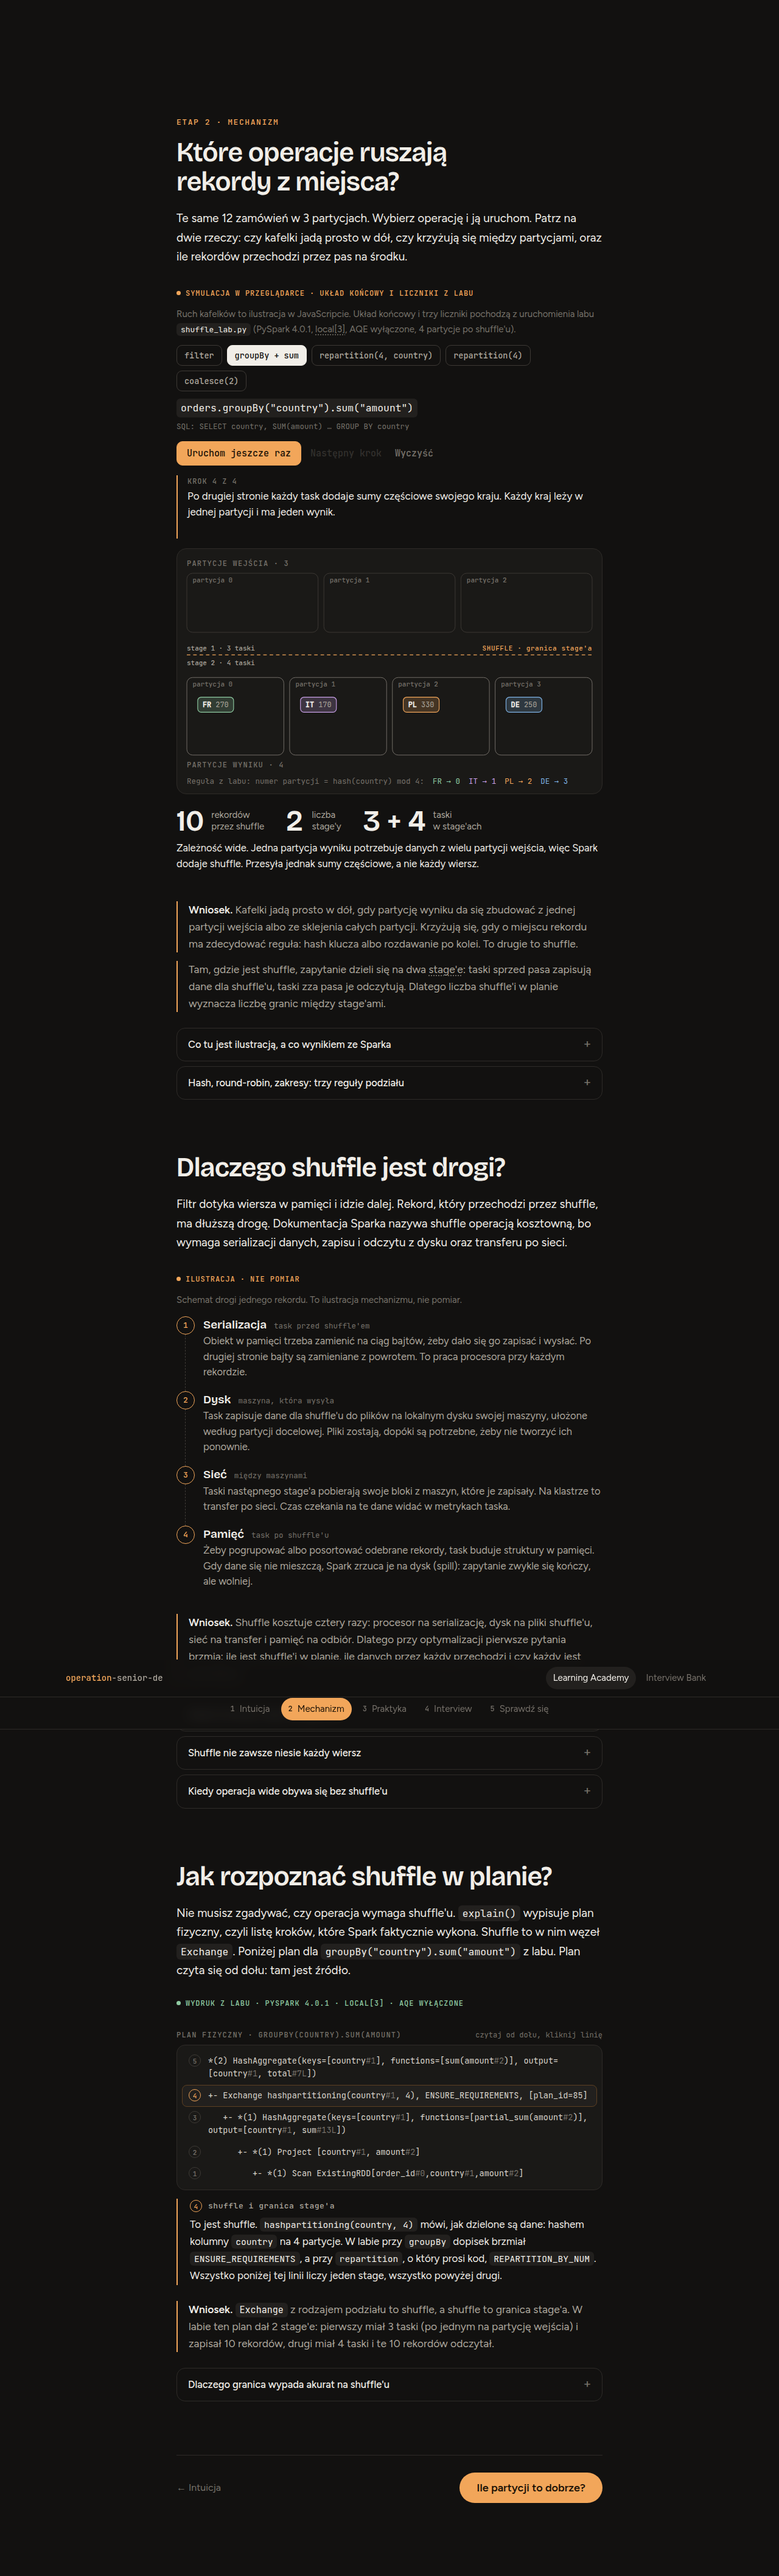 ETAP 2 · MECHANIZM
Które operacje ruszają
rekordy z miejsca?
Te same 12 zamówień w 3 partycjach. Wybierz operację i ją uruchom. Patrz na
dwie rzeczy: czy kafelki jadą prosto w dół, czy krzyżują się między partycjami, oraz
ile rekordów przechodzi przez pas na środku.
SYMULACJA W PRZEGLĄDARCE · UKŁAD KOŃCOWY I LICZNIKI Z LABU
Ruch kafelków to ilustracja w JavaScripcie. Układ końcowy i trzy liczniki pochodzą z uruchomienia labu
shuffle_lab.py (PySpark 4.0.1, local[3], AQE wyłączone, 4 partycje po shuffle'u).
filter groupBy + sum repartition(4, country) repartition(4)
coalesce(2)
orders.groupBy("country").sum("amount")
SQL: SELECT country, SUM(amount) … GROUP BY country
Uruchom jeszcze raz Następny krok Wyczyść
KROK 4 Z 4
Po drugiej stronie każdy task dodaje sumy częściowe swojego kraju. Każdy kraj leży w
jednej partycji i ma jeden wynik.
PARTYCJE WEJŚCIA · 3
partycja 0 partycja 1 partycja 2
stage 1 · 3 taski SHUFFLE · granica stage'a
stage 2 · 4 taski
partycja 0 partycja 1 partycja 2 partycja 3
FR 270 IT 170 PL 330 DE 250
PARTYCJE WYNIKU · 4
Reguła z labu: numer partycji = hash(country) mod 4: FR → 0 IT → 1 PL → 2 DE → 3
10 rekordów przez shuffle 2 liczba stage'y 3 + 4 taski w stage'ach
Zależność wide. Jedna partycja wyniku potrzebuje danych z wielu partycji wejścia, więc Spark
dodaje shuffle. Przesyła jednak sumy częściowe, a nie każdy wiersz.
Wniosek. Kafelki jadą prosto w dół, gdy partycję wyniku da się zbudować z jednej
partycji wejścia albo ze sklejenia całych partycji. Krzyżują się, gdy o miejscu rekordu
ma zdecydować reguła: hash klucza albo rozdawanie po kolei. To drugie to shuffle.
Tam, gdzie jest shuffle, zapytanie dzieli się na dwa stage'e: taski sprzed pasa zapisują
dane dla shuffle'u, taski zza pasa je odczytują. Dlatego liczba shuffle'i w planie
wyznacza liczbę granic między stage'ami.
Co tu jest ilustracją, a co wynikiem ze Sparka +
Hash, round-robin, zakresy: trzy reguły podziału +
Dlaczego shuffle jest drogi?
Filtr dotyka wiersza w pamięci i idzie dalej. Rekord, który przechodzi przez shuffle,
ma dłuższą drogę. Dokumentacja Sparka nazywa shuffle operacją kosztowną, bo
wymaga serializacji danych, zapisu i odczytu z dysku oraz transferu po sieci.
ILUSTRACJA · NIE POMIAR
Schemat drogi jednego rekordu. To ilustracja mechanizmu, nie pomiar.
1 Serializacja task przed shuffle'em
Obiekt w pamięci trzeba zamienić na ciąg bajtów, żeby dało się go zapisać i wysłać. Po
drugiej stronie bajty są zamieniane z powrotem. To praca procesora przy każdym
rekordzie.
2 Dysk maszyna, która wysyła
Task zapisuje dane dla shuffle'u do plików na lokalnym dysku swojej maszyny, ułożone
według partycji docelowej. Pliki zostają, dopóki są potrzebne, żeby nie tworzyć ich
ponownie.
3 Sieć między maszynami
Taski następnego stage'a pobierają swoje bloki z maszyn, które je zapisały. Na klastrze to
transfer po sieci. Czas czekania na te dane widać w metrykach taska.
4 Pamięć task po shuffle'u
Żeby pogrupować albo posortować odebrane rekordy, task buduje struktury w pamięci.
Gdy dane się nie mieszczą, Spark zrzuca je na dysk (spill): zapytanie zwykle się kończy,
ale wolniej.
Wniosek. Shuffle kosztuje cztery razy: procesor na serializację, dysk na pliki shuffle'u,
sieć na transfer i pamięć na odbiór. Dlatego przy optymalizacji pierwsze pytania
brzmią: ile jest shuffle'i w planie, ile danych przez każdy przechodzi i czy każdy jest
operation-senior-de Learning Academy Interview Bank
1 Intuicja 2 Mechanizm 3 Praktyka 4 Interview 5 Sprawdź się
Shuffle nie zawsze niesie każdy wiersz +
Kiedy operacja wide obywa się bez shuffle'u +
Jak rozpoznać shuffle w planie?
Nie musisz zgadywać, czy operacja wymaga shuffle'u. explain() wypisuje plan
fizyczny, czyli listę kroków, które Spark faktycznie wykona. Shuffle to w nim węzeł
Exchange. Poniżej plan dla groupBy("country").sum("amount") z labu. Plan
czyta się od dołu: tam jest źródło.
WYDRUK Z LABU · PYSPARK 4.0.1 · LOCAL[3] · AQE WYŁĄCZONE
PLAN FIZYCZNY · GROUPBY(COUNTRY).SUM(AMOUNT) czytaj od dołu, kliknij linię
5 *(2) HashAggregate(keys=[country#1], functions=[sum(amount#2)], output=
[country#1, total#7L])
4 +- Exchange hashpartitioning(country#1, 4), ENSURE_REQUIREMENTS, [plan_id=85]
3 +- *(1) HashAggregate(keys=[country#1], functions=[partial_sum(amount#2)],
output=[country#1, sum#13L])
2 +- *(1) Project [country#1, amount#2]
1 +- *(1) Scan ExistingRDD[order_id#0,country#1,amount#2]
4 shuffle i granica stage'a
To jest shuffle. hashpartitioning(country, 4) mówi, jak dzielone są dane: hashem
kolumny country na 4 partycje. W labie przy groupBy dopisek brzmiał
ENSURE_REQUIREMENTS, a przy repartition, o który prosi kod, REPARTITION_BY_NUM.
Wszystko poniżej tej linii liczy jeden stage, wszystko powyżej drugi.
Wniosek. Exchange z rodzajem podziału to shuffle, a shuffle to granica stage'a. W
labie ten plan dał 2 stage'e: pierwszy miał 3 taski (po jednym na partycję wejścia) i
zapisał 10 rekordów, drugi miał 4 taski i te 10 rekordów odczytał.
Dlaczego granica wypada akurat na shuffle'u +
← Intuicja Ile partycji to dobrze?